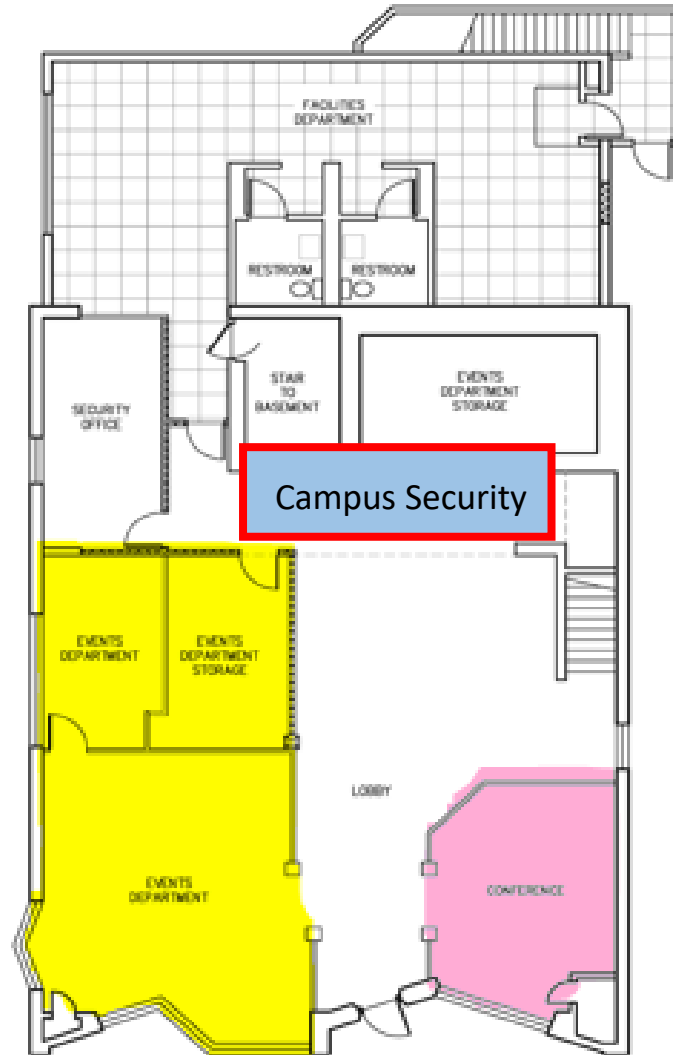 FACILITIES
DEPARTMENT
RESTROOM
RESTROOM
SECURITY
OFFICE
STAIR
TO
BASEMENT
EVENTS
DEPARTMENT
STORAGE
Campus Security
EVENTS
DEPARTMENT
EVENTS
DEPARTMENT
STORAGE
LOBBY
EVENTS
DEPARTMENT
CONFERENCE